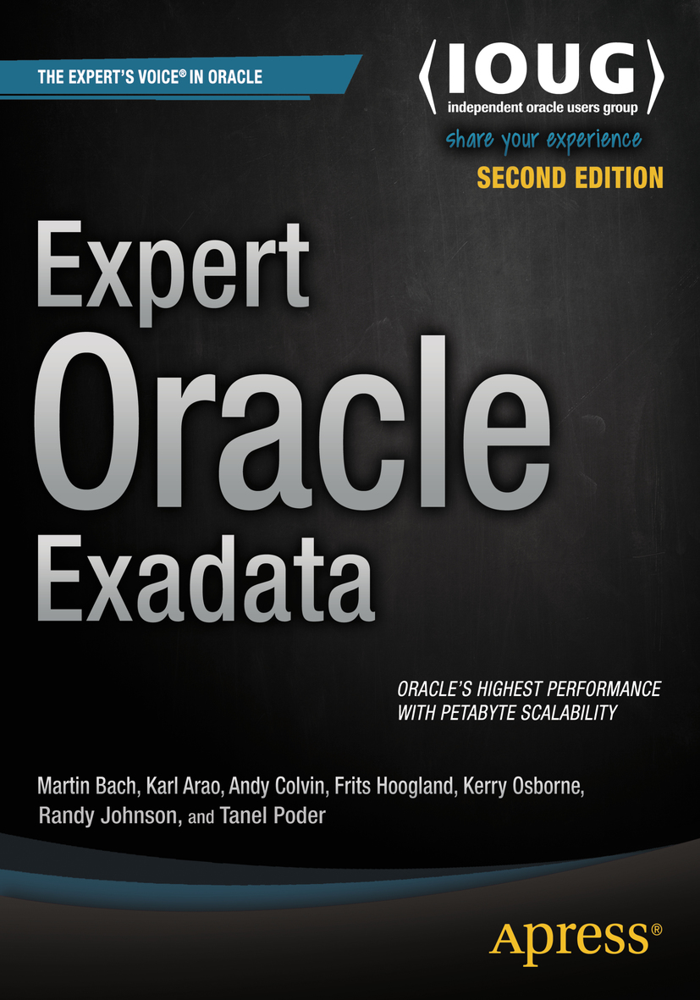 THE EXPERT'S VOICE® IN ORACLE
IOUG
independent oracle users group
share your experience
SECOND EDITION
Expert
Oracle
Exadata
ORACLE'S HIGHEST PERFORMANCE
WITH PETABYTE SCALABILITY
Martin Bach, Karl Arao, Andy Colvin, Frits Hoogland, Kerry Osborne,
Randy Johnson, and Tanel Poder
Apress®